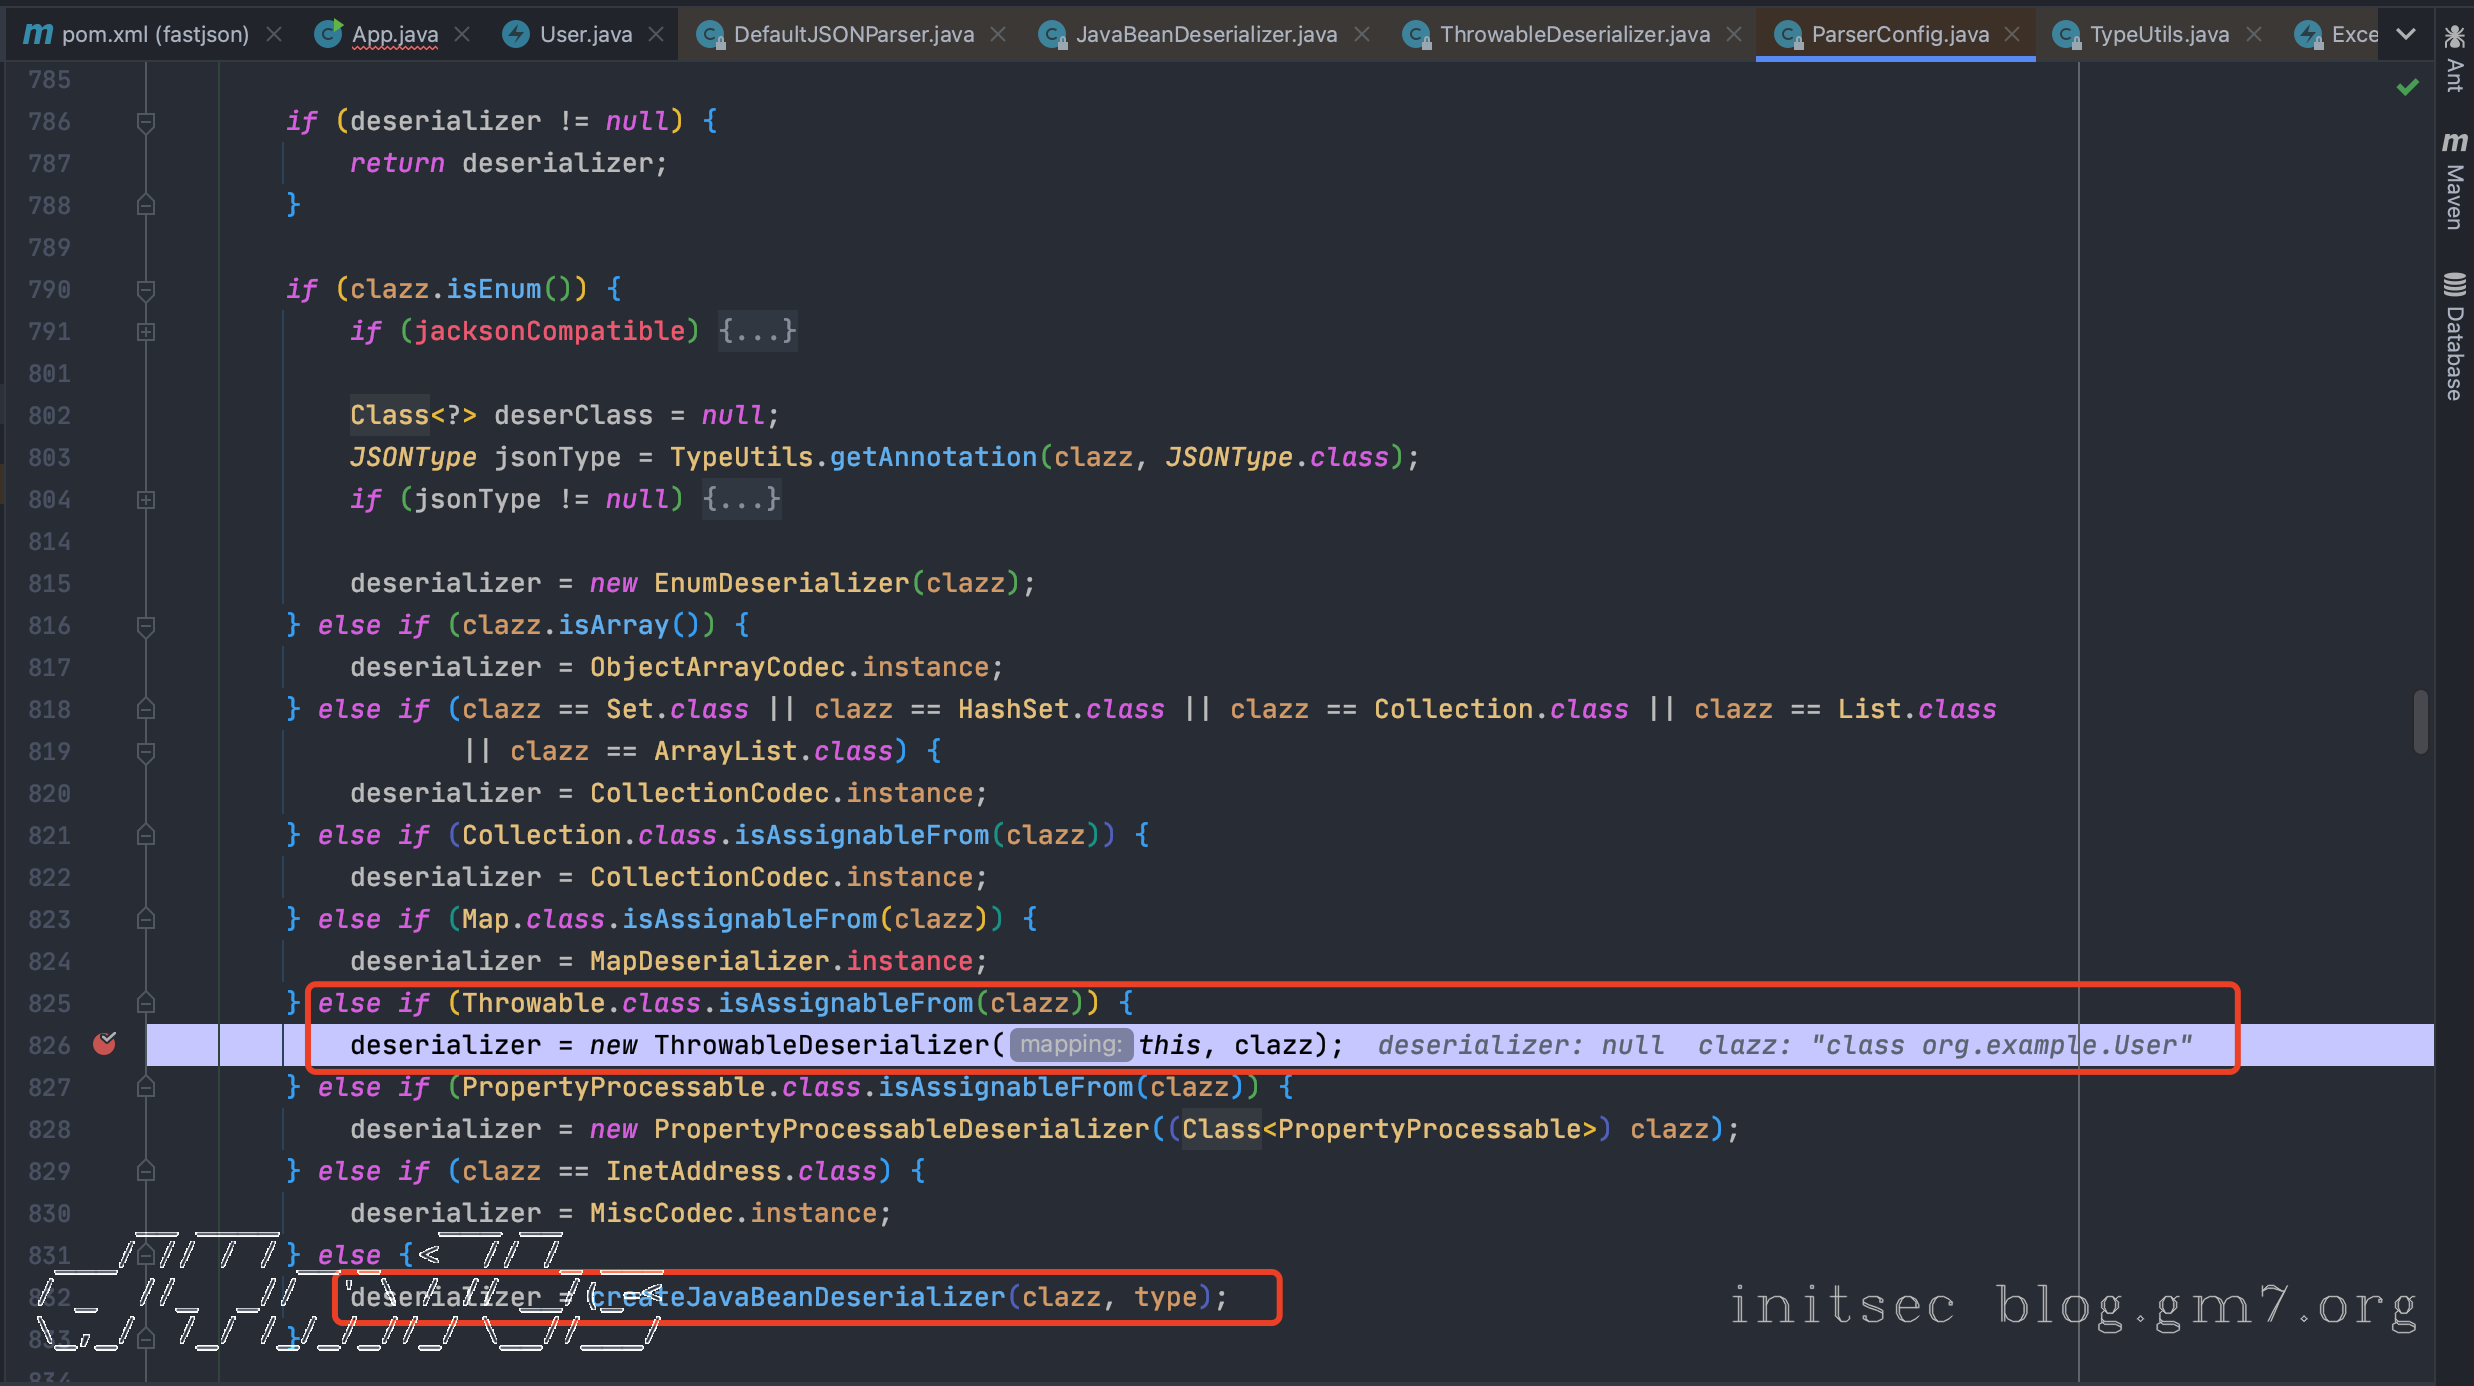 pom.xml (fastjson) App.java User.java DefaultJSONParser.java JavaBeanDeserializer.java ThrowableDeserializer.java ParserConfig.java TypeUtils.java Exce
Ant
Maven
Database
785
786 if (deserializer != null) {
787 return deserializer;
788 }
789
790 if (clazz.isEnum()) {
791 if (jacksonCompatible) {...}
801
802 Class<?> deserClass = null;
803 JSONType jsonType = TypeUtils.getAnnotation(clazz, JSONType.class);
804 if (jsonType != null) {...}
814
815 deserializer = new EnumDeserializer(clazz);
816 } else if (clazz.isArray()) {
817 deserializer = ObjectArrayCodec.instance;
818 } else if (clazz == Set.class || clazz == HashSet.class || clazz == Collection.class || clazz == List.class
819 || clazz == ArrayList.class) {
820 deserializer = CollectionCodec.instance;
821 } else if (Collection.class.isAssignableFrom(clazz)) {
822 deserializer = CollectionCodec.instance;
823 } else if (Map.class.isAssignableFrom(clazz)) {
824 deserializer = MapDeserializer.instance;
825 } else if (Throwable.class.isAssignableFrom(clazz)) {
826 deserializer = new ThrowableDeserializer( mapping: this, clazz); deserializer: null clazz: "class org.example.User"
827 } else if (PropertyProcessable.class.isAssignableFrom(clazz)) {
828 deserializer = new PropertyProcessableDeserializer((Class<PropertyProcessable>) clazz);
829 } else if (clazz == InetAddress.class) {
830 deserializer = MiscCodec.instance;
831 } else {
832 deserializer = createJavaBeanDeserializer(clazz, type);
833 }
834
initsec blog.gm7.org